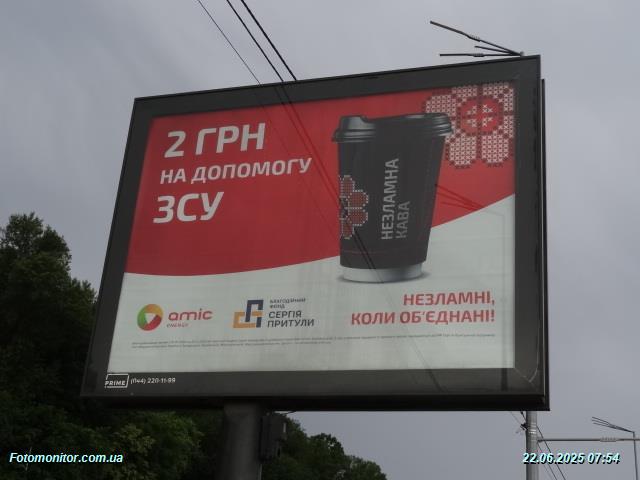 2 ГРН
НА ДОПОМОГУ
ЗСУ
НЕЗЛАМНА
КАВА
amic
ENERGY
БЛАГОДІЙНИЙ
ФОНД
СЕРГІЯ
ПРИТУЛИ
НЕЗЛАМНІ,
КОЛИ ОБ'ЄДНАНІ!
PRIME (044) 220-11-99
Fotomonitor.com.ua
22.06.2025 07:54